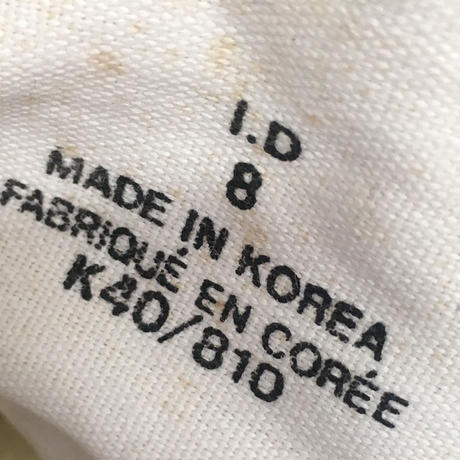 I.D
8
MADE IN KOREA
FABRIQUÉ EN CORÉE
K40/810